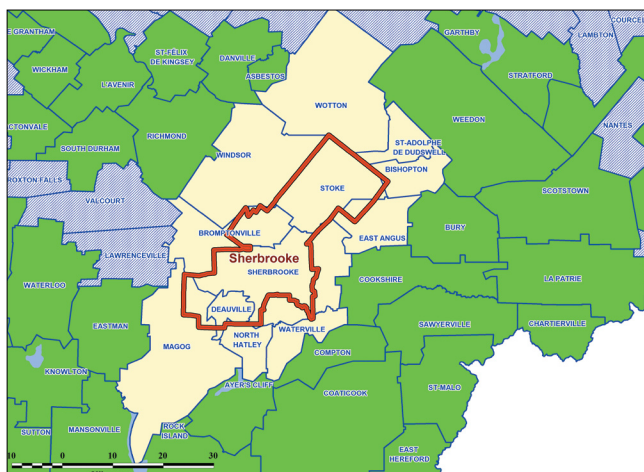 E GRANTHAM
WICKHAM
L'AVENIR
ST-FELIX
DE KINGSEY
DANVILLE
ASBESTOS
GARTHBY
LAMBTON
COURCEL
STRATFORD
WOTTON
WEEDON
NANTES
CTONVALE
SOUTH DURHAM
RICHMOND
WINDSOR
ST-ADOLPHE
DE DUDSWELL
BISHOPTON
SCOTSTOWN
ROXTON FALLS
VALCOURT
STOKE
BROMPTONVILLE
EAST ANGUS
BURY
LAWRENCEVILLE
Sherbrooke
SHERBROOKE
COOKSHIRE
LA PATRIE
WATERLOO
EASTMAN
DEAUVILLE
NORTH
HATLEY
WATERVILLE
SAWYERVILLE
CHARTIERVILLE
MAGOG
COMPTON
KNOWLTON
AYER'S CLIFF
COATICOOK
ST-MALO
SUTTON
MANSONVILLE
ROCK
ISLAND
EAST
HEREFORD
10 0 10 20 30